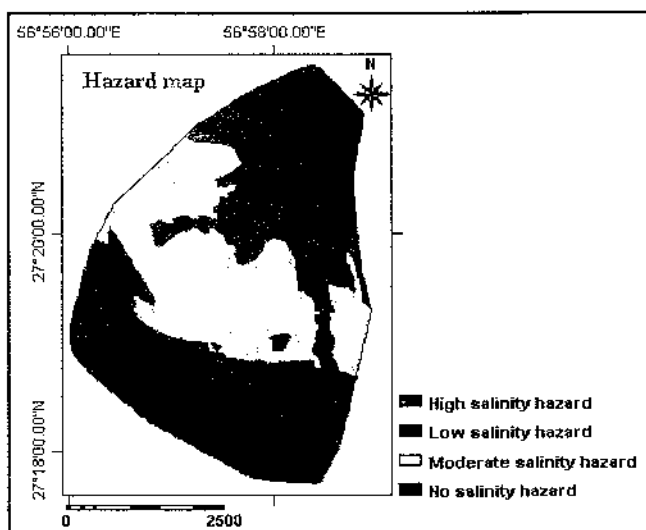 56°56'00.00"E 56°58'00.00"E
Hazard map
N
27°20'00.00"N
27°18'00.00"N
High salinity hazard
Low salinity hazard
Moderate salinity hazard
No salinity hazard
0 2500